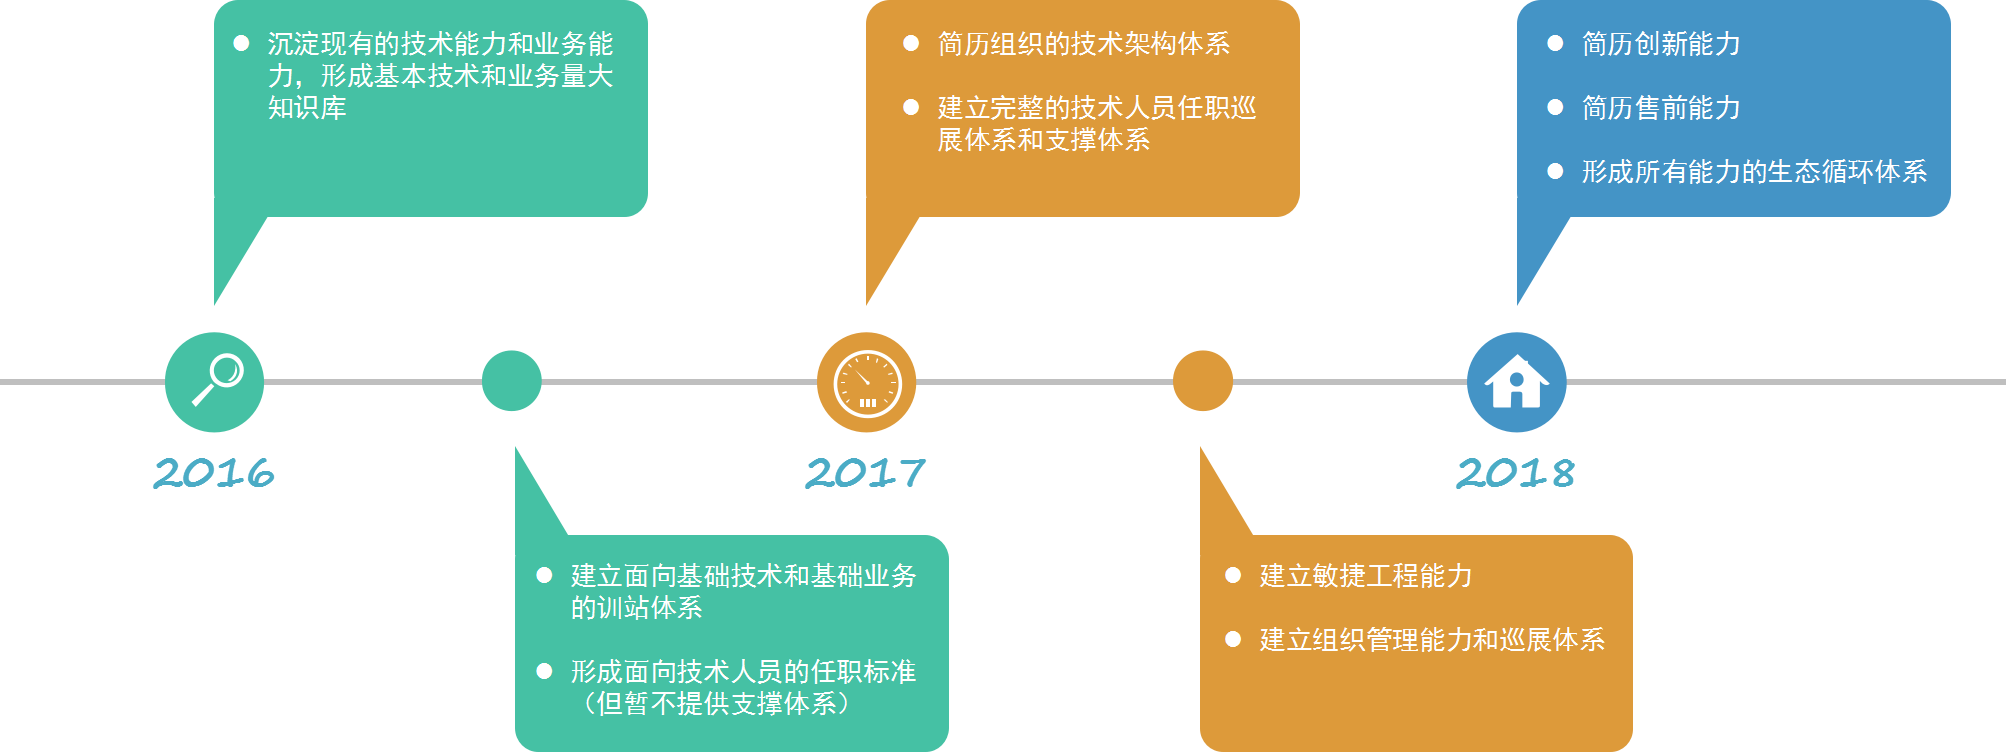 沉淀现有的技术能力和业务能
力，形成基本技术和业务量大
知识库
简历组织的技术架构体系
建立完整的技术人员任职巡
展体系和支撑体系
简历创新能力
简历售前能力
形成所有能力的生态循环体系
2016
2017
2018
建立面向基础技术和基础业务
的训站体系
形成面向技术人员的任职标准
（但暂不提供支撑体系）
建立敏捷工程能力
建立组织管理能力和巡展体系